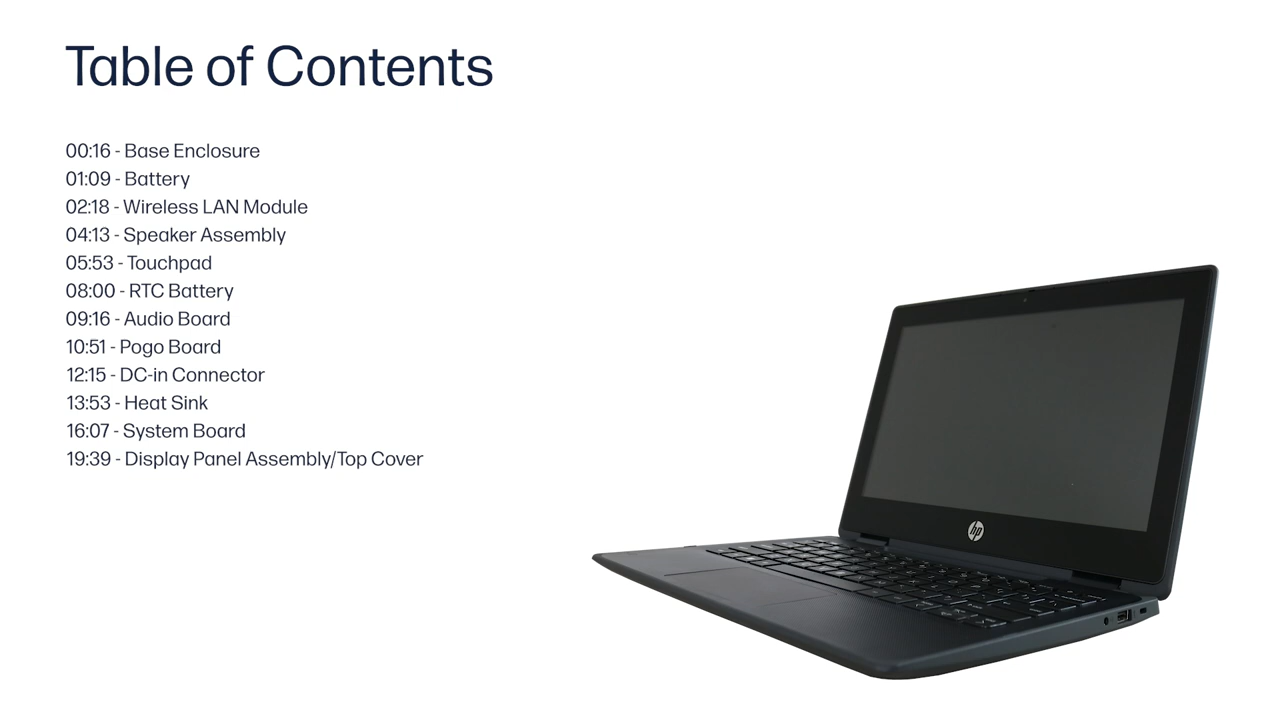 Table of Contents
00:16 - Base Enclosure
01:09 - Battery
02:18 - Wireless LAN Module
04:13 - Speaker Assembly
05:53 - Touchpad
08:00 - RTC Battery
09:16 - Audio Board
10:51 - Pogo Board
12:15 - DC-in Connector
13:53 - Heat Sink
16:07 - System Board
19:39 - Display Panel Assembly/Top Cover
hp